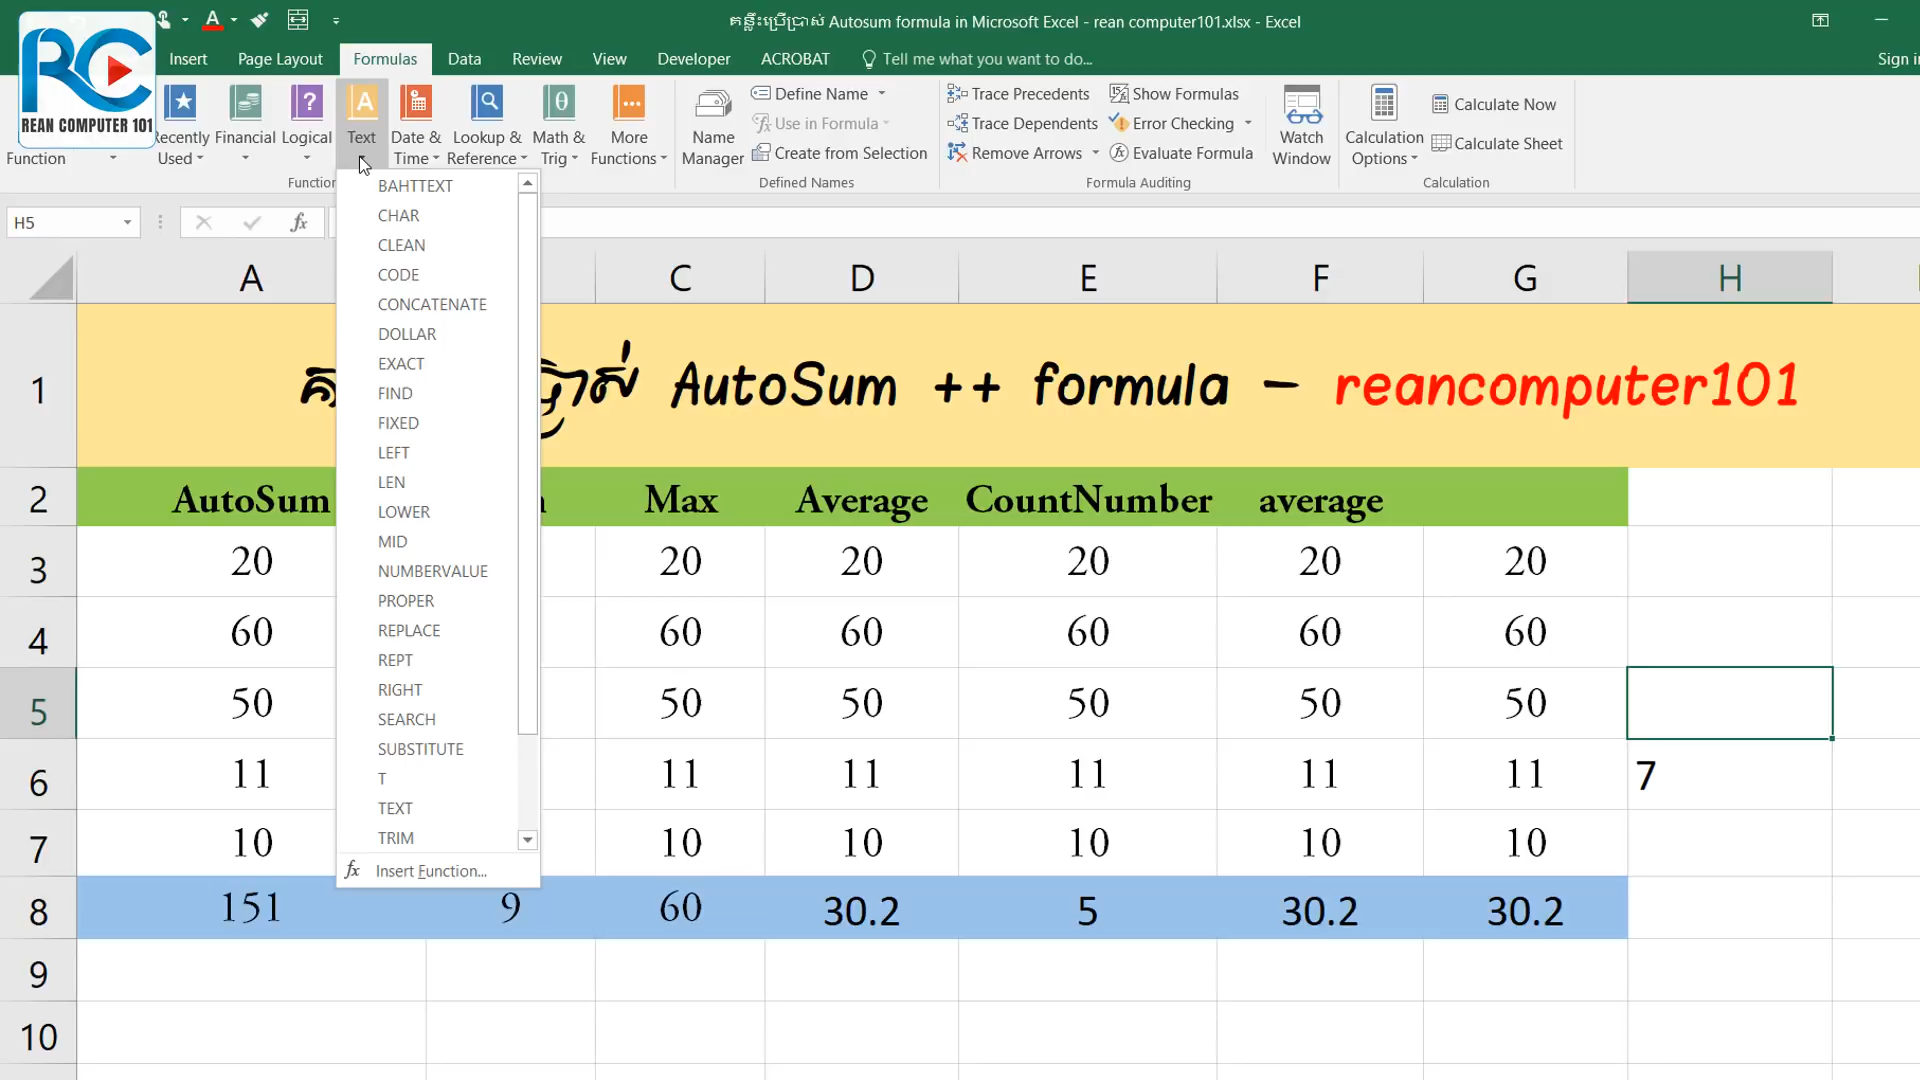 គន្លឹះប្រើប្រាស់ Autosum formula in Microsoft Excel - rean computer101.xlsx - Excel
Insert Page Layout Formulas Data Review View Developer ACROBAT Tell me what you want to do...
RC
REAN COMPUTER 101
Function
Recently Used
Financial
Logical
Text
Date & Time
Lookup & Reference
Math & Trig
More Functions
Name Manager
Define Name
Use in Formula
Create from Selection
Defined Names
Trace Precedents
Trace Dependents
Remove Arrows
Show Formulas
Error Checking
Evaluate Formula
Formula Auditing
Watch Window
Calculation Options
Calculate Now
Calculate Sheet
Calculation
H5
fx
BAHTTEXT
CHAR
CLEAN
CODE
CONCATENATE
DOLLAR
EXACT
FIND
FIXED
LEFT
LEN
LOWER
MID
NUMBERVALUE
PROPER
REPLACE
REPT
RIGHT
SEARCH
SUBSTITUTE
T
TEXT
TRIM
fx Insert Function...
A C D E F G H
1 AutoSum ++ formula - reancomputer101
2 AutoSum Max Average CountNumber average
3 20 20 20 20 20 20
4 60 60 60 60 60 60
5 50 50 50 50 50 50
6 11 11 11 11 11 11 7
7 10 10 10 10 10 10
8 151 9 60 30.2 5 30.2 30.2
9
10